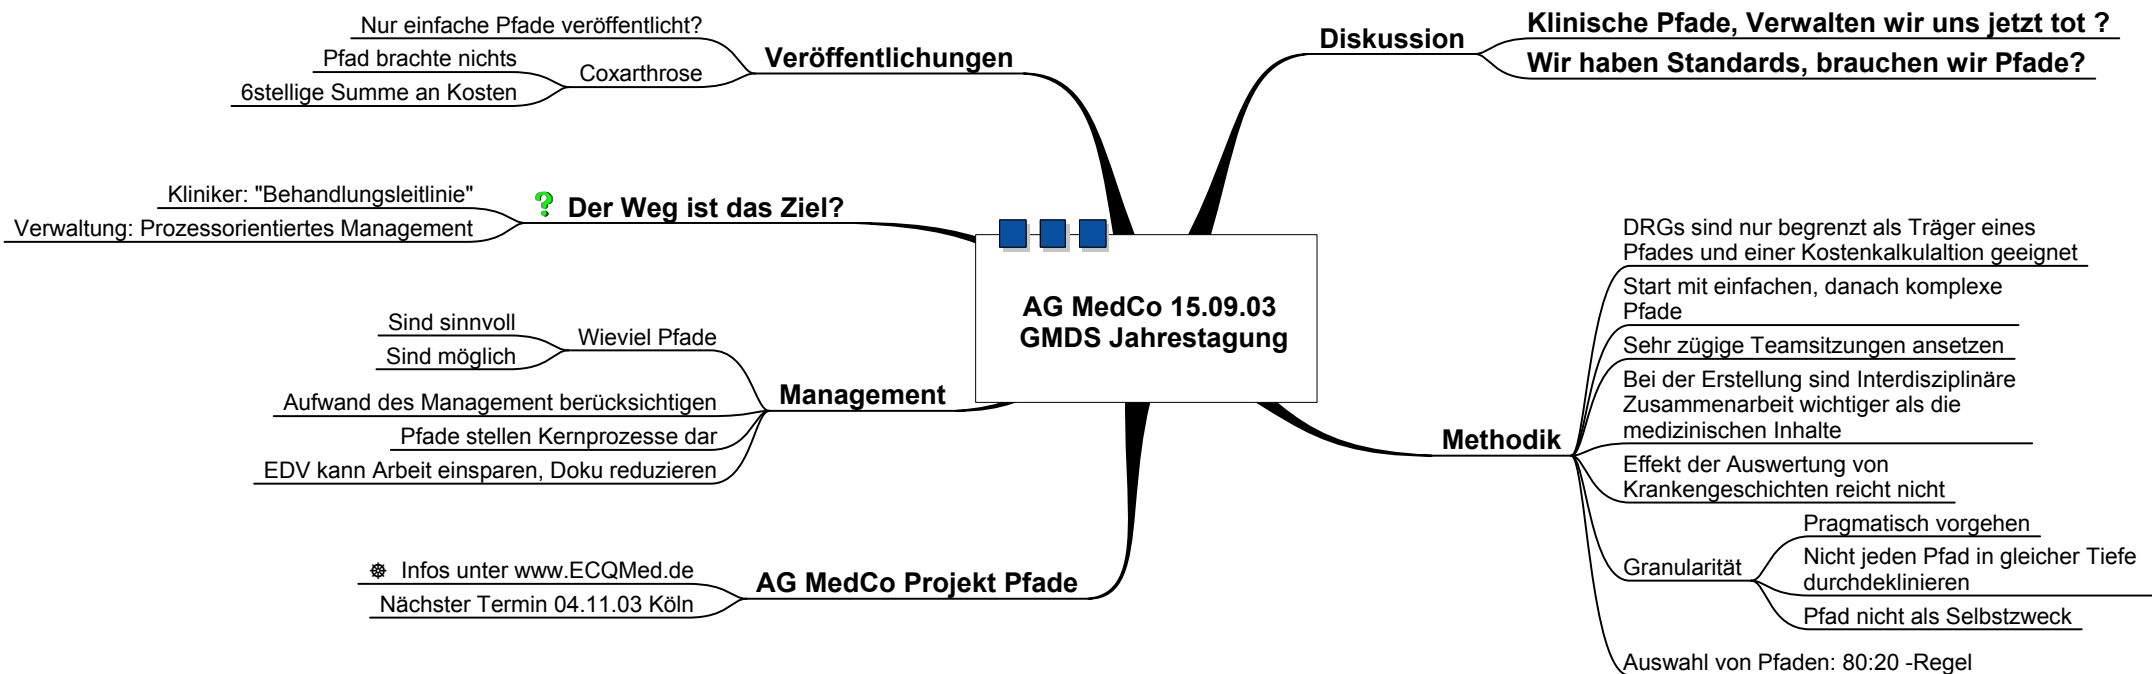 AG MedCo 15.09.03
GMDS Jahrestagung
Diskussion
Klinische Pfade, Verwalten wir uns jetzt tot ?
Wir haben Standards, brauchen wir Pfade?
Methodik
DRGs sind nur begrenzt als Träger eines
Pfades und einer Kostenkalkulaltion geeignet
Start mit einfachen, danach komplexe
Pfade
Sehr zügige Teamsitzungen ansetzen
Bei der Erstellung sind Interdisziplinäre
Zusammenarbeit wichtiger als die
medizinischen Inhalte
Effekt der Auswertung von
Krankengeschichten reicht nicht
Granularität
Pragmatisch vorgehen
Nicht jeden Pfad in gleicher Tiefe
durchdeklinieren
Pfad nicht als Selbstzweck
Auswahl von Pfaden: 80:20 -Regel
Veröffentlichungen
Nur einfache Pfade veröffentlicht?
Coxarthrose
Pfad brachte nichts
6stellige Summe an Kosten
? Der Weg ist das Ziel?
Kliniker: "Behandlungsleitlinie"
Verwaltung: Prozessorientiertes Management
Management
Wieviel Pfade
Sind sinnvoll
Sind möglich
Aufwand des Management berücksichtigen
Pfade stellen Kernprozesse dar
EDV kann Arbeit einsparen, Doku reduzieren
AG MedCo Projekt Pfade
Infos unter www.ECQMed.de
Nächster Termin 04.11.03 Köln